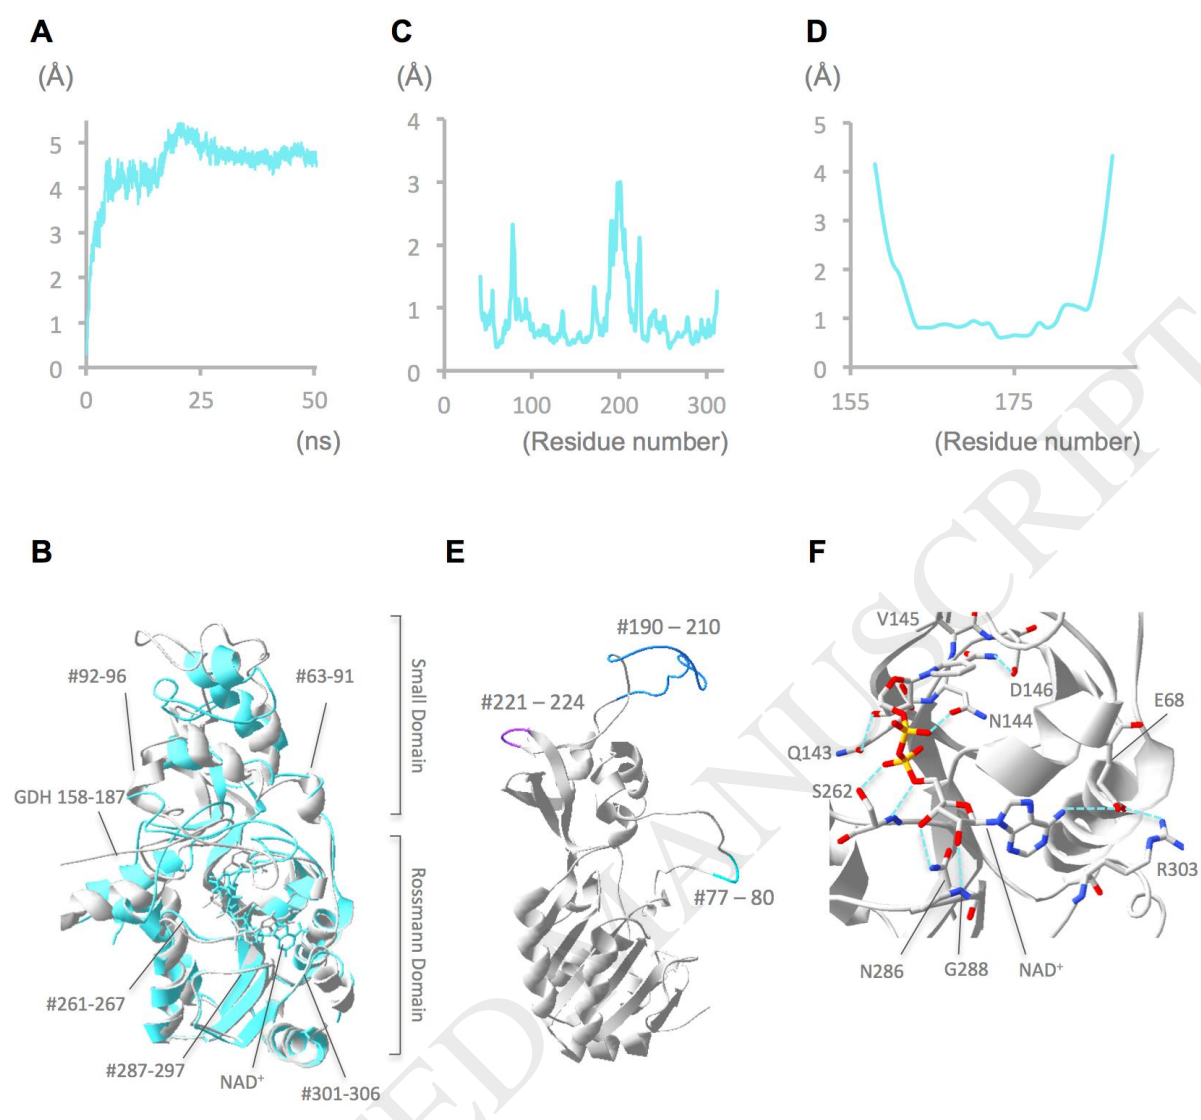 A
(Å)
5
4
3
2
1
0
0
25
50
(ns)
C
(Å)
4
3
2
1
0
0
100
200
300
(Residue number)
D
(Å)
5
4
3
2
1
0
155
175
(Residue number)
B
#92-96
#63-91
GDH 158-187
#261-267
#287-297
NAD⁺
#301-306
Small Domain
Rossmann Domain
E
#190 – 210
#221 – 224
#77 – 80
F
V145
D146
E68
N144
Q143
S262
R303
N286
G288
NAD⁺
TED MANUSCRIPT